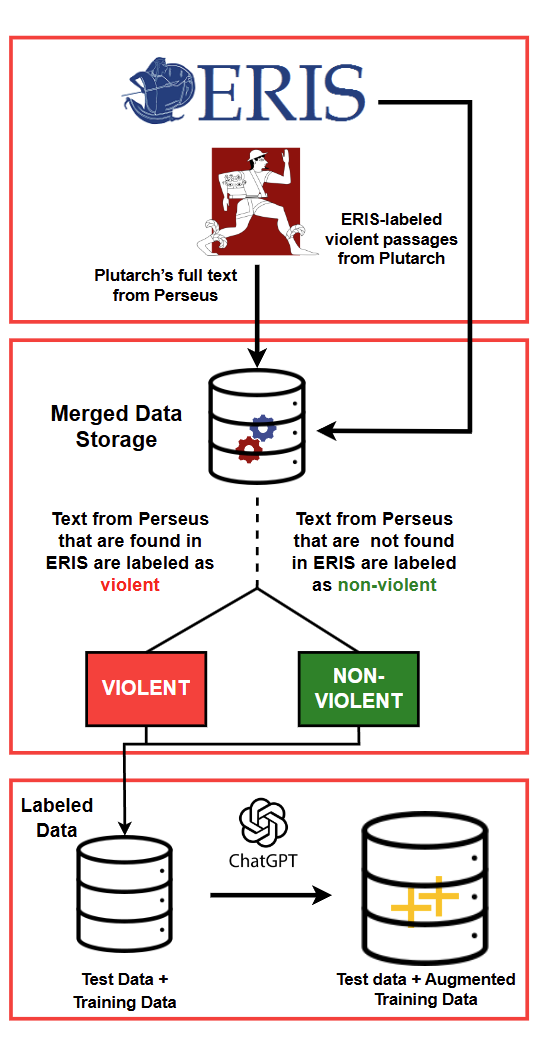 ERIS
ERIS-labeled
violent passages
from Plutarch
Plutarch's full text
from Perseus
Merged Data
Storage
Text from Perseus
that are found in
ERIS are labeled as
violent
Text from Perseus
that are not found
in ERIS are labeled
as non-violent
VIOLENT
NON-
VIOLENT
Labeled
Data
ChatGPT
Test Data +
Training Data
Test data + Augmented
Training Data